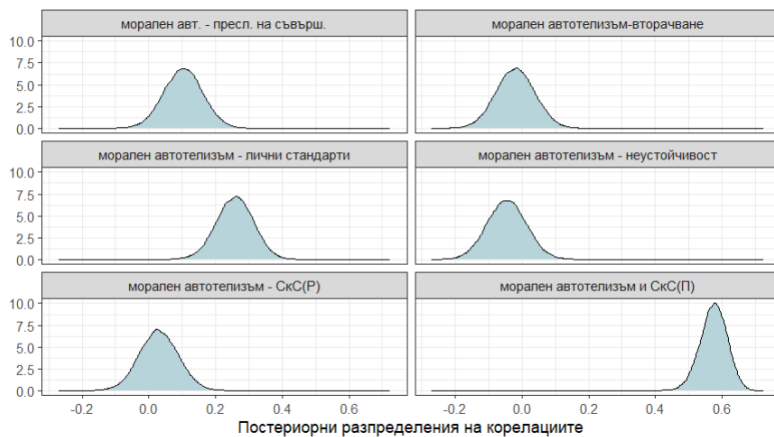 морален авт. - пресл. на съвърш.
морален автотелизъм-вторачване
10.0
7.5
5.0
2.5
0.0
морален автотелизъм - лични стандарти
морален автотелизъм - неустойчивост
10.0
7.5
5.0
2.5
0.0
морален автотелизъм - СкС(Р)
морален автотелизъм и СкС(П)
10.0
7.5
5.0
2.5
0.0
-0.2 0.0 0.2 0.4 0.6 -0.2 0.0 0.2 0.4 0.6
Постериорни разпределения на корелациите